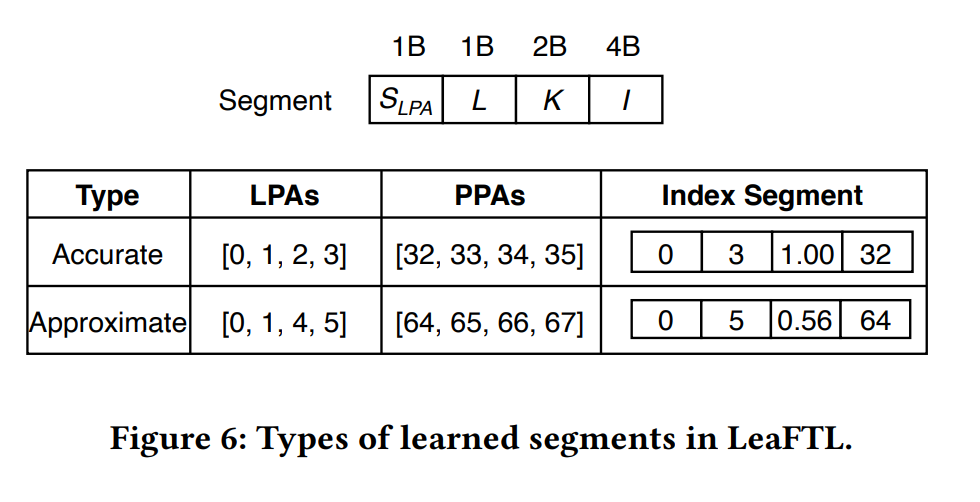 1B 1B 2B 4B
Segment S_LPA L K I
Type LPAs PPAs Index Segment
Accurate [0, 1, 2, 3] [32, 33, 34, 35] 0 3 1.00 32
Approximate [0, 1, 4, 5] [64, 65, 66, 67] 0 5 0.56 64
Figure 6: Types of learned segments in LeaFTL.